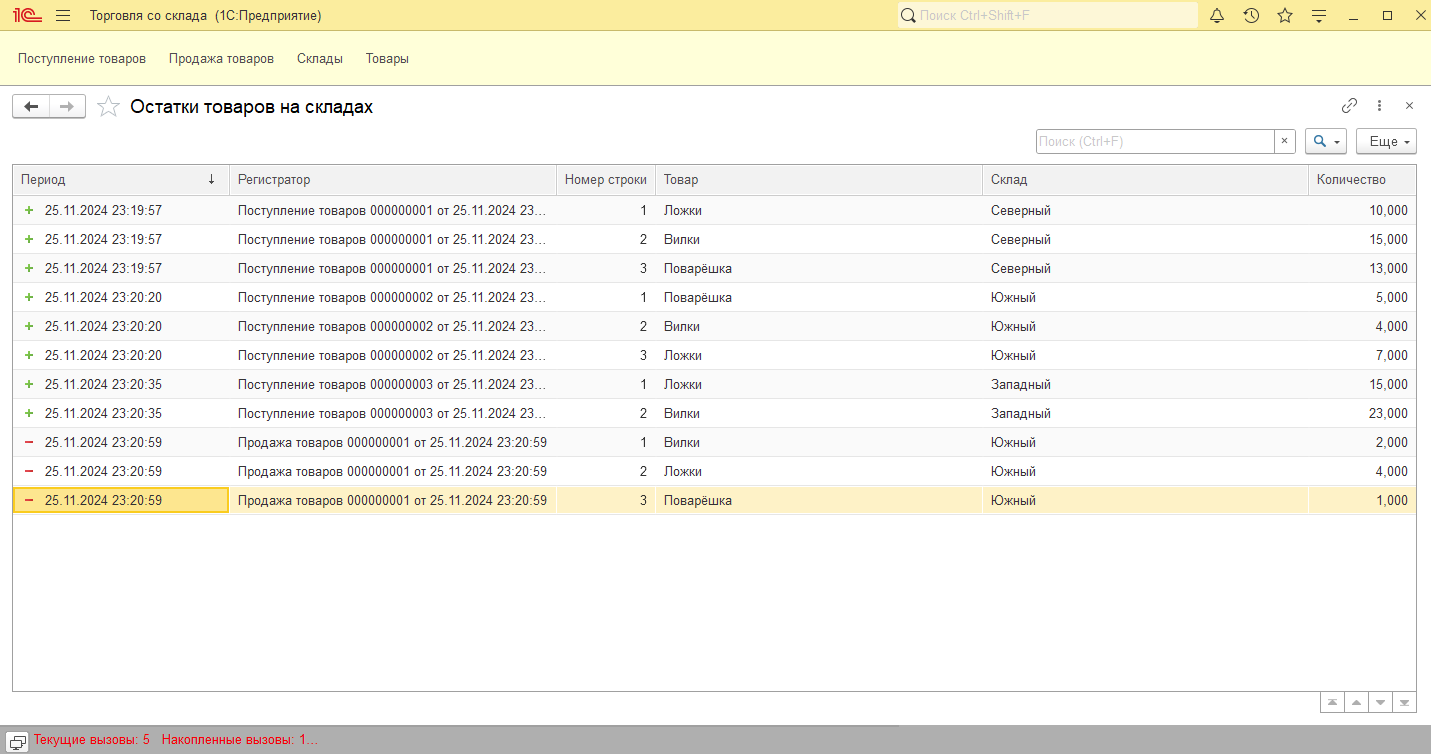 1С Торговля со склада (1С:Предприятие) Поиск Ctrl+Shift+F
Поступление товаров Продажа товаров Склады Товары
Остатки товаров на складах
Поиск (Ctrl+F) × Еще
Период ↓ Регистратор Номер строки Товар Склад Количество
+ 25.11.2024 23:19:57 Поступление товаров 000000001 от 25.11.2024 23... 1 Ложки Северный 10,000
+ 25.11.2024 23:19:57 Поступление товаров 000000001 от 25.11.2024 23... 2 Вилки Северный 15,000
+ 25.11.2024 23:19:57 Поступление товаров 000000001 от 25.11.2024 23... 3 Поварёшка Северный 13,000
+ 25.11.2024 23:20:20 Поступление товаров 000000002 от 25.11.2024 23... 1 Поварёшка Южный 5,000
+ 25.11.2024 23:20:20 Поступление товаров 000000002 от 25.11.2024 23... 2 Вилки Южный 4,000
+ 25.11.2024 23:20:20 Поступление товаров 000000002 от 25.11.2024 23... 3 Ложки Южный 7,000
+ 25.11.2024 23:20:35 Поступление товаров 000000003 от 25.11.2024 23... 1 Ложки Западный 15,000
+ 25.11.2024 23:20:35 Поступление товаров 000000003 от 25.11.2024 23... 2 Вилки Западный 23,000
− 25.11.2024 23:20:59 Продажа товаров 000000001 от 25.11.2024 23:20:59 1 Вилки Южный 2,000
− 25.11.2024 23:20:59 Продажа товаров 000000001 от 25.11.2024 23:20:59 2 Ложки Южный 4,000
− 25.11.2024 23:20:59 Продажа товаров 000000001 от 25.11.2024 23:20:59 3 Поварёшка Южный 1,000
Текущие вызовы: 5 Накопленные вызовы: 1...